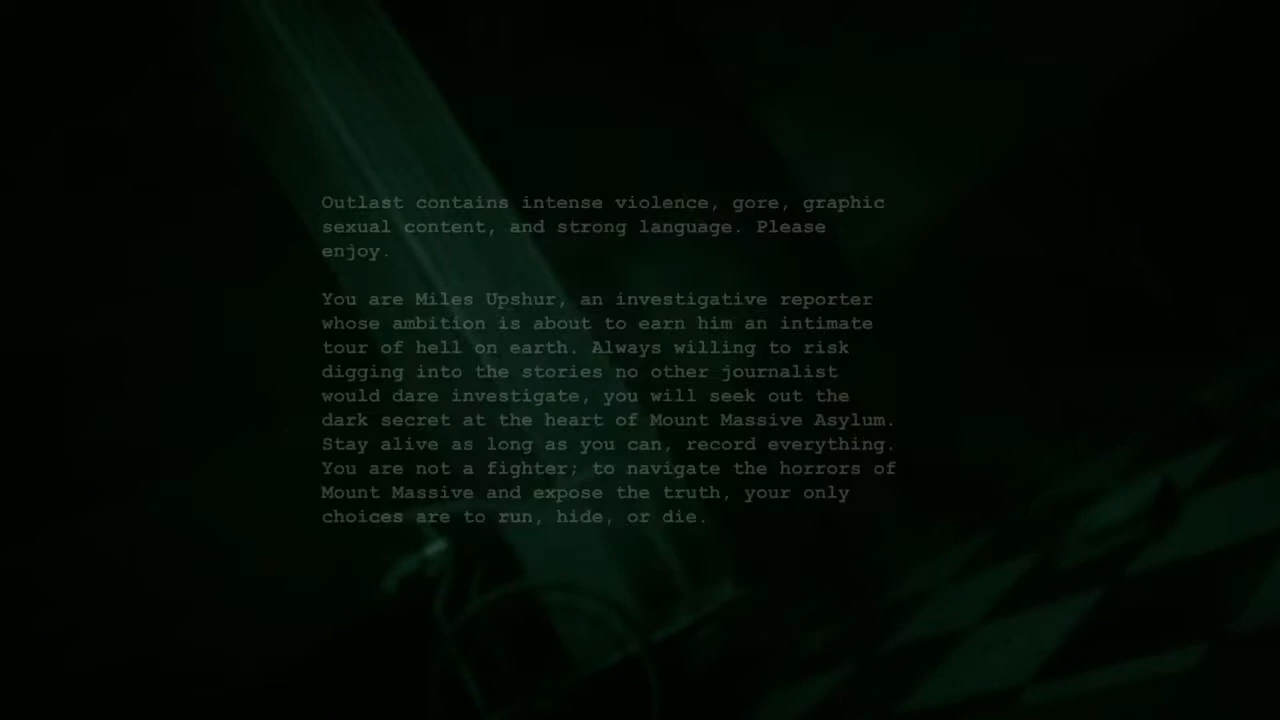 Outlast contains intense violence, gore, graphic
sexual content, and strong language. Please
enjoy.
You are Miles Upshur, an investigative reporter
whose ambition is about to earn him an intimate
tour of hell on earth. Always willing to risk
digging into the stories no other journalist
would dare investigate, you will seek out the
dark secret at the heart of Mount Massive Asylum.
Stay alive as long as you can, record everything.
You are not a fighter; to navigate the horrors of
Mount Massive and expose the truth, your only
choices are to run, hide, or die.